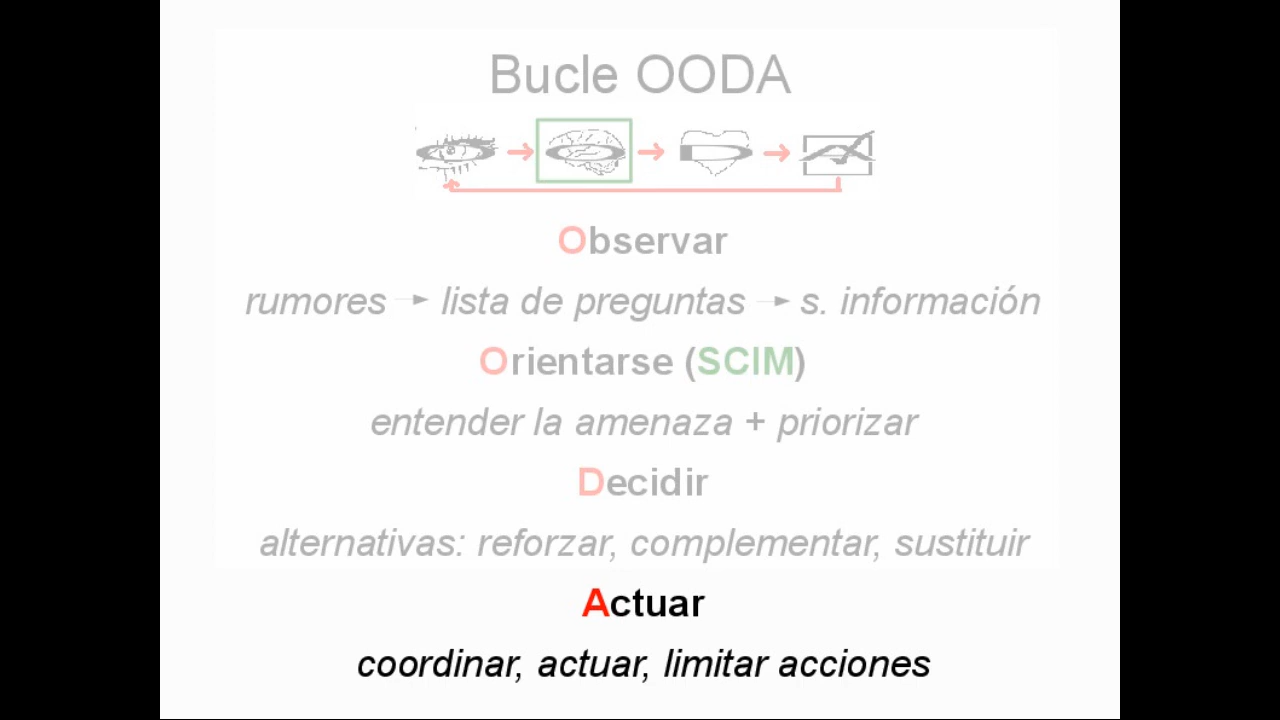 Bucle OODA
Observar
rumores → lista de preguntas → s. información
Orientarse (SCIM)
entender la amenaza + priorizar
Decidir
alternativas: reforzar, complementar, sustituir
Actuar
coordinar, actuar, limitar acciones